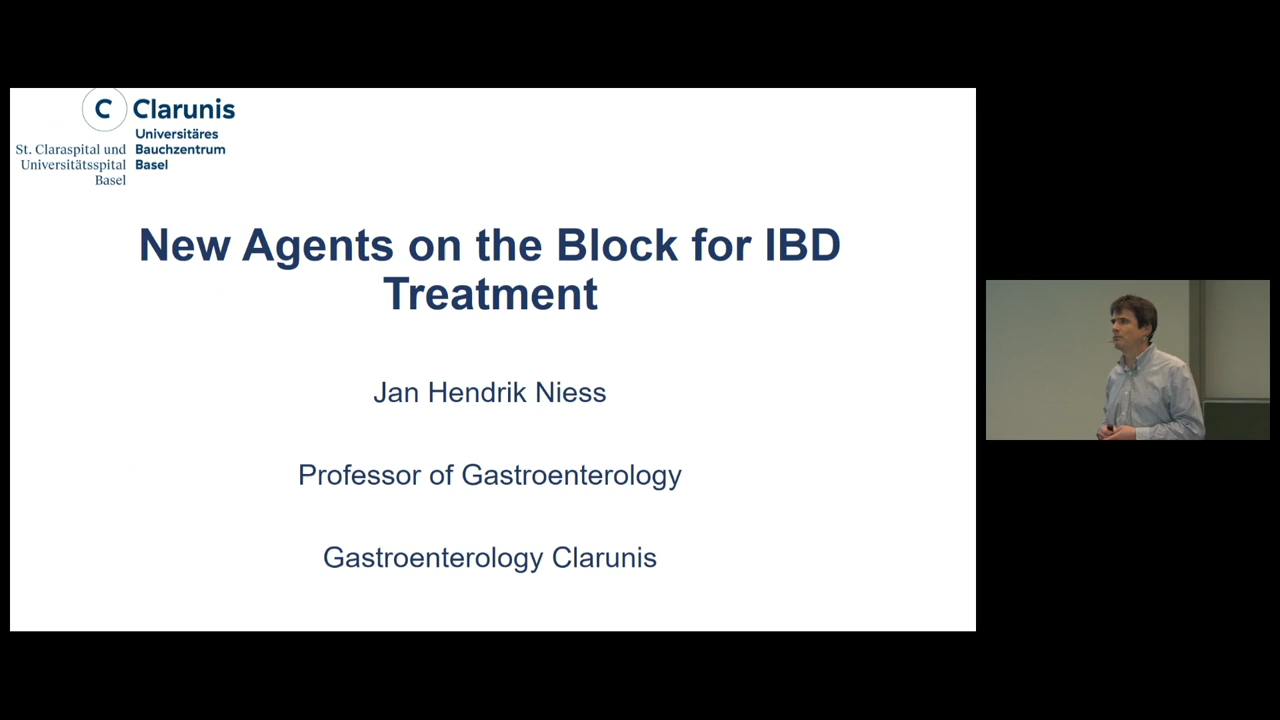 C Clarunis
Universitäres
St. Claraspital und Bauchzentrum
Universitätsspital Basel
Basel
New Agents on the Block for IBD
Treatment
Jan Hendrik Niess
Professor of Gastroenterology
Gastroenterology Clarunis